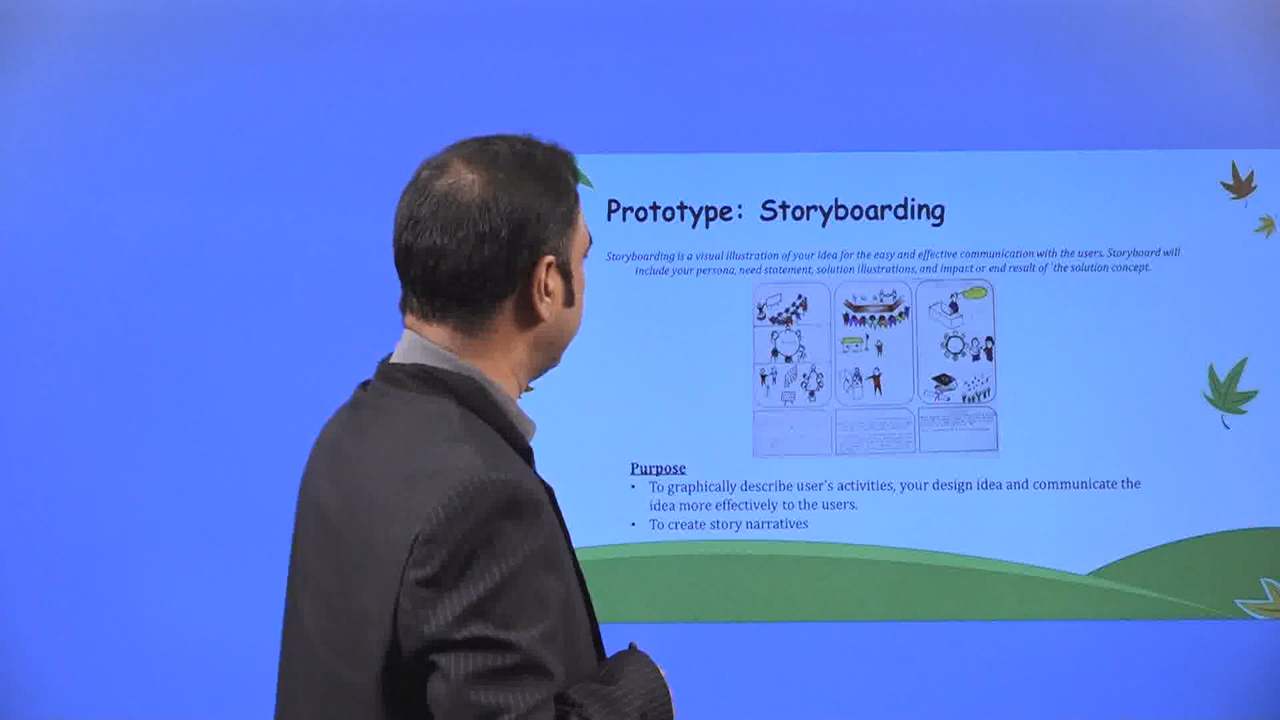 Prototype: Storyboarding
Storyboarding is a visual illustration of your idea for the easy and effective communication with the users. Storyboard will
include your persona, need statement, solution illustrations, and impact or end result of 'the solution concept.
Purpose
• To graphically describe user's activities, your design idea and communicate the
idea more effectively to the users.
• To create story narratives